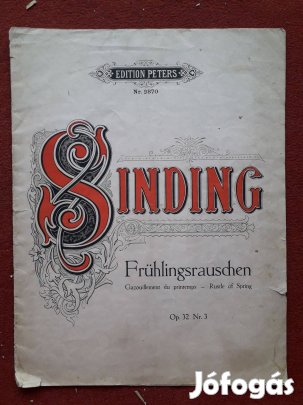 EDITION PETERS
Nr. 2870
SINDING
Frühlingsrauschen
Gazouillement du printemps — Rustle of Spring
Op. 32 Nr. 3
Jófogás